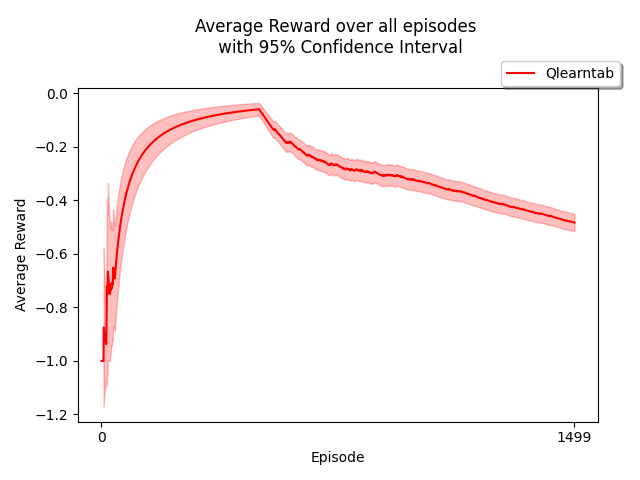 Average Reward over all episodes
with 95% Confidence Interval
Qlearntab
0.0
−0.2
−0.4
−0.6
−0.8
−1.0
−1.2
Average Reward
0
1499
Episode